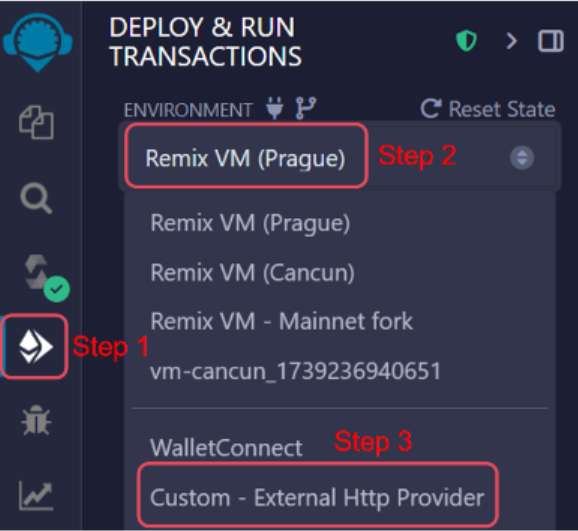 DEPLOY & RUN
TRANSACTIONS
ENVIRONMENT Reset State
Remix VM (Prague) Step 2
Remix VM (Prague)
Remix VM (Cancun)
Remix VM - Mainnet fork
Step 1
vm-cancun_1739236940651
WalletConnect Step 3
Custom - External Http Provider